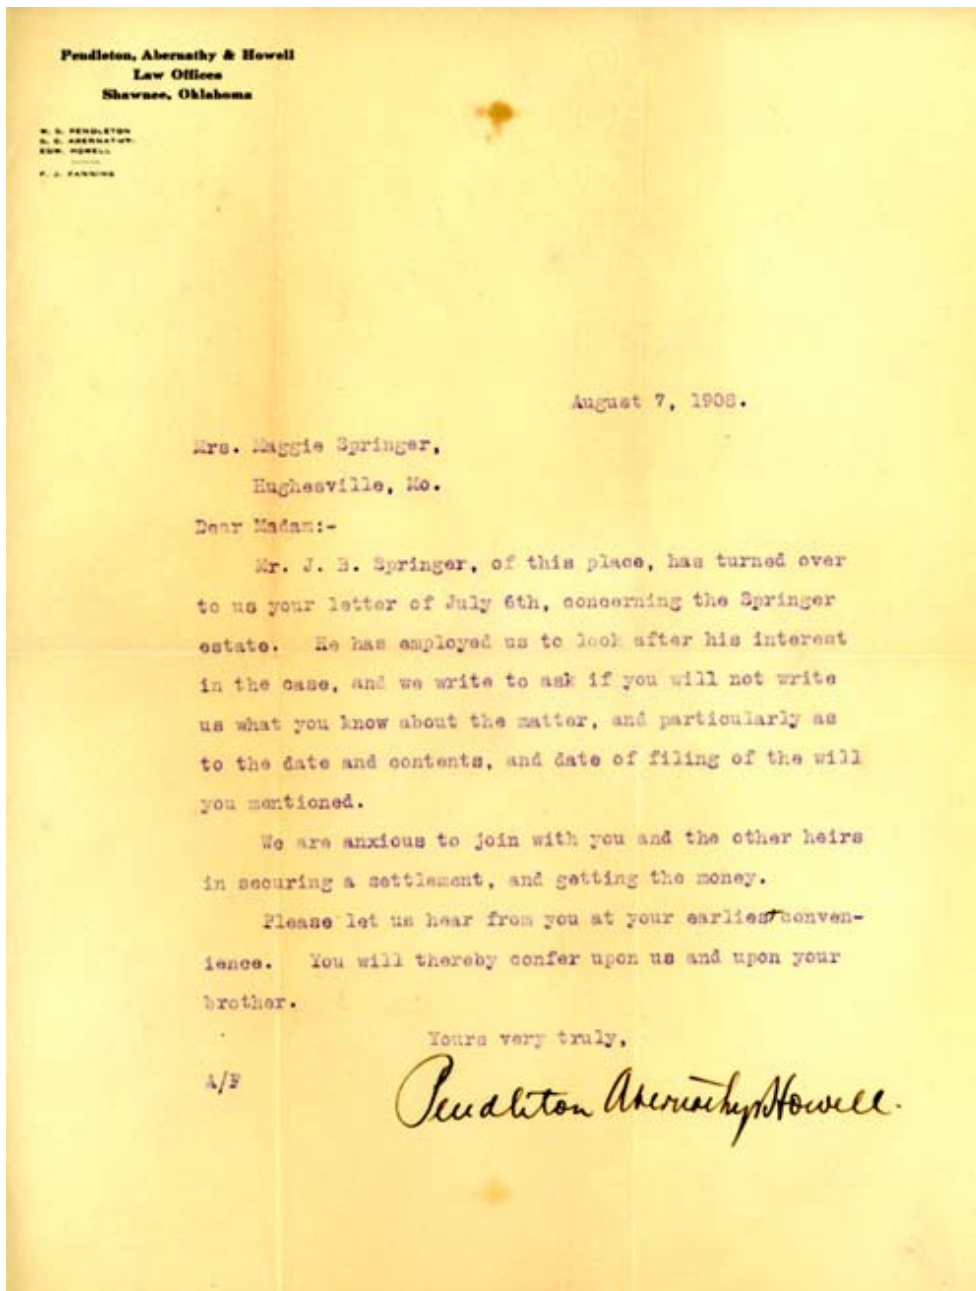 Pendleton, Abernathy & Howell
Law Offices
Shawnee, Oklahoma
W. S. PENDLETON
G. C. ABERNATHY.
EDW. HOWELL
F. J. FANNING
August 7, 1908.
Mrs. Maggie Springer,
Hughesville, Mo.
Dear Madam:-
Mr. J. B. Springer, of this place, has turned over
to us your letter of July 6th, concerning the Springer
estate. He has employed us to look after his interest
in the case, and we write to ask if you will not write
us what you know about the matter, and particularly as
to the date and contents, and date of filing of the will
you mentioned.
We are anxious to join with you and the other heirs
in securing a settlement, and getting the money.
Please let us hear from you at your earliest conven-
ience. You will thereby confer upon us and upon your
brother.
Yours very truly,
A/F
Pendleton Abernathy & Howell.